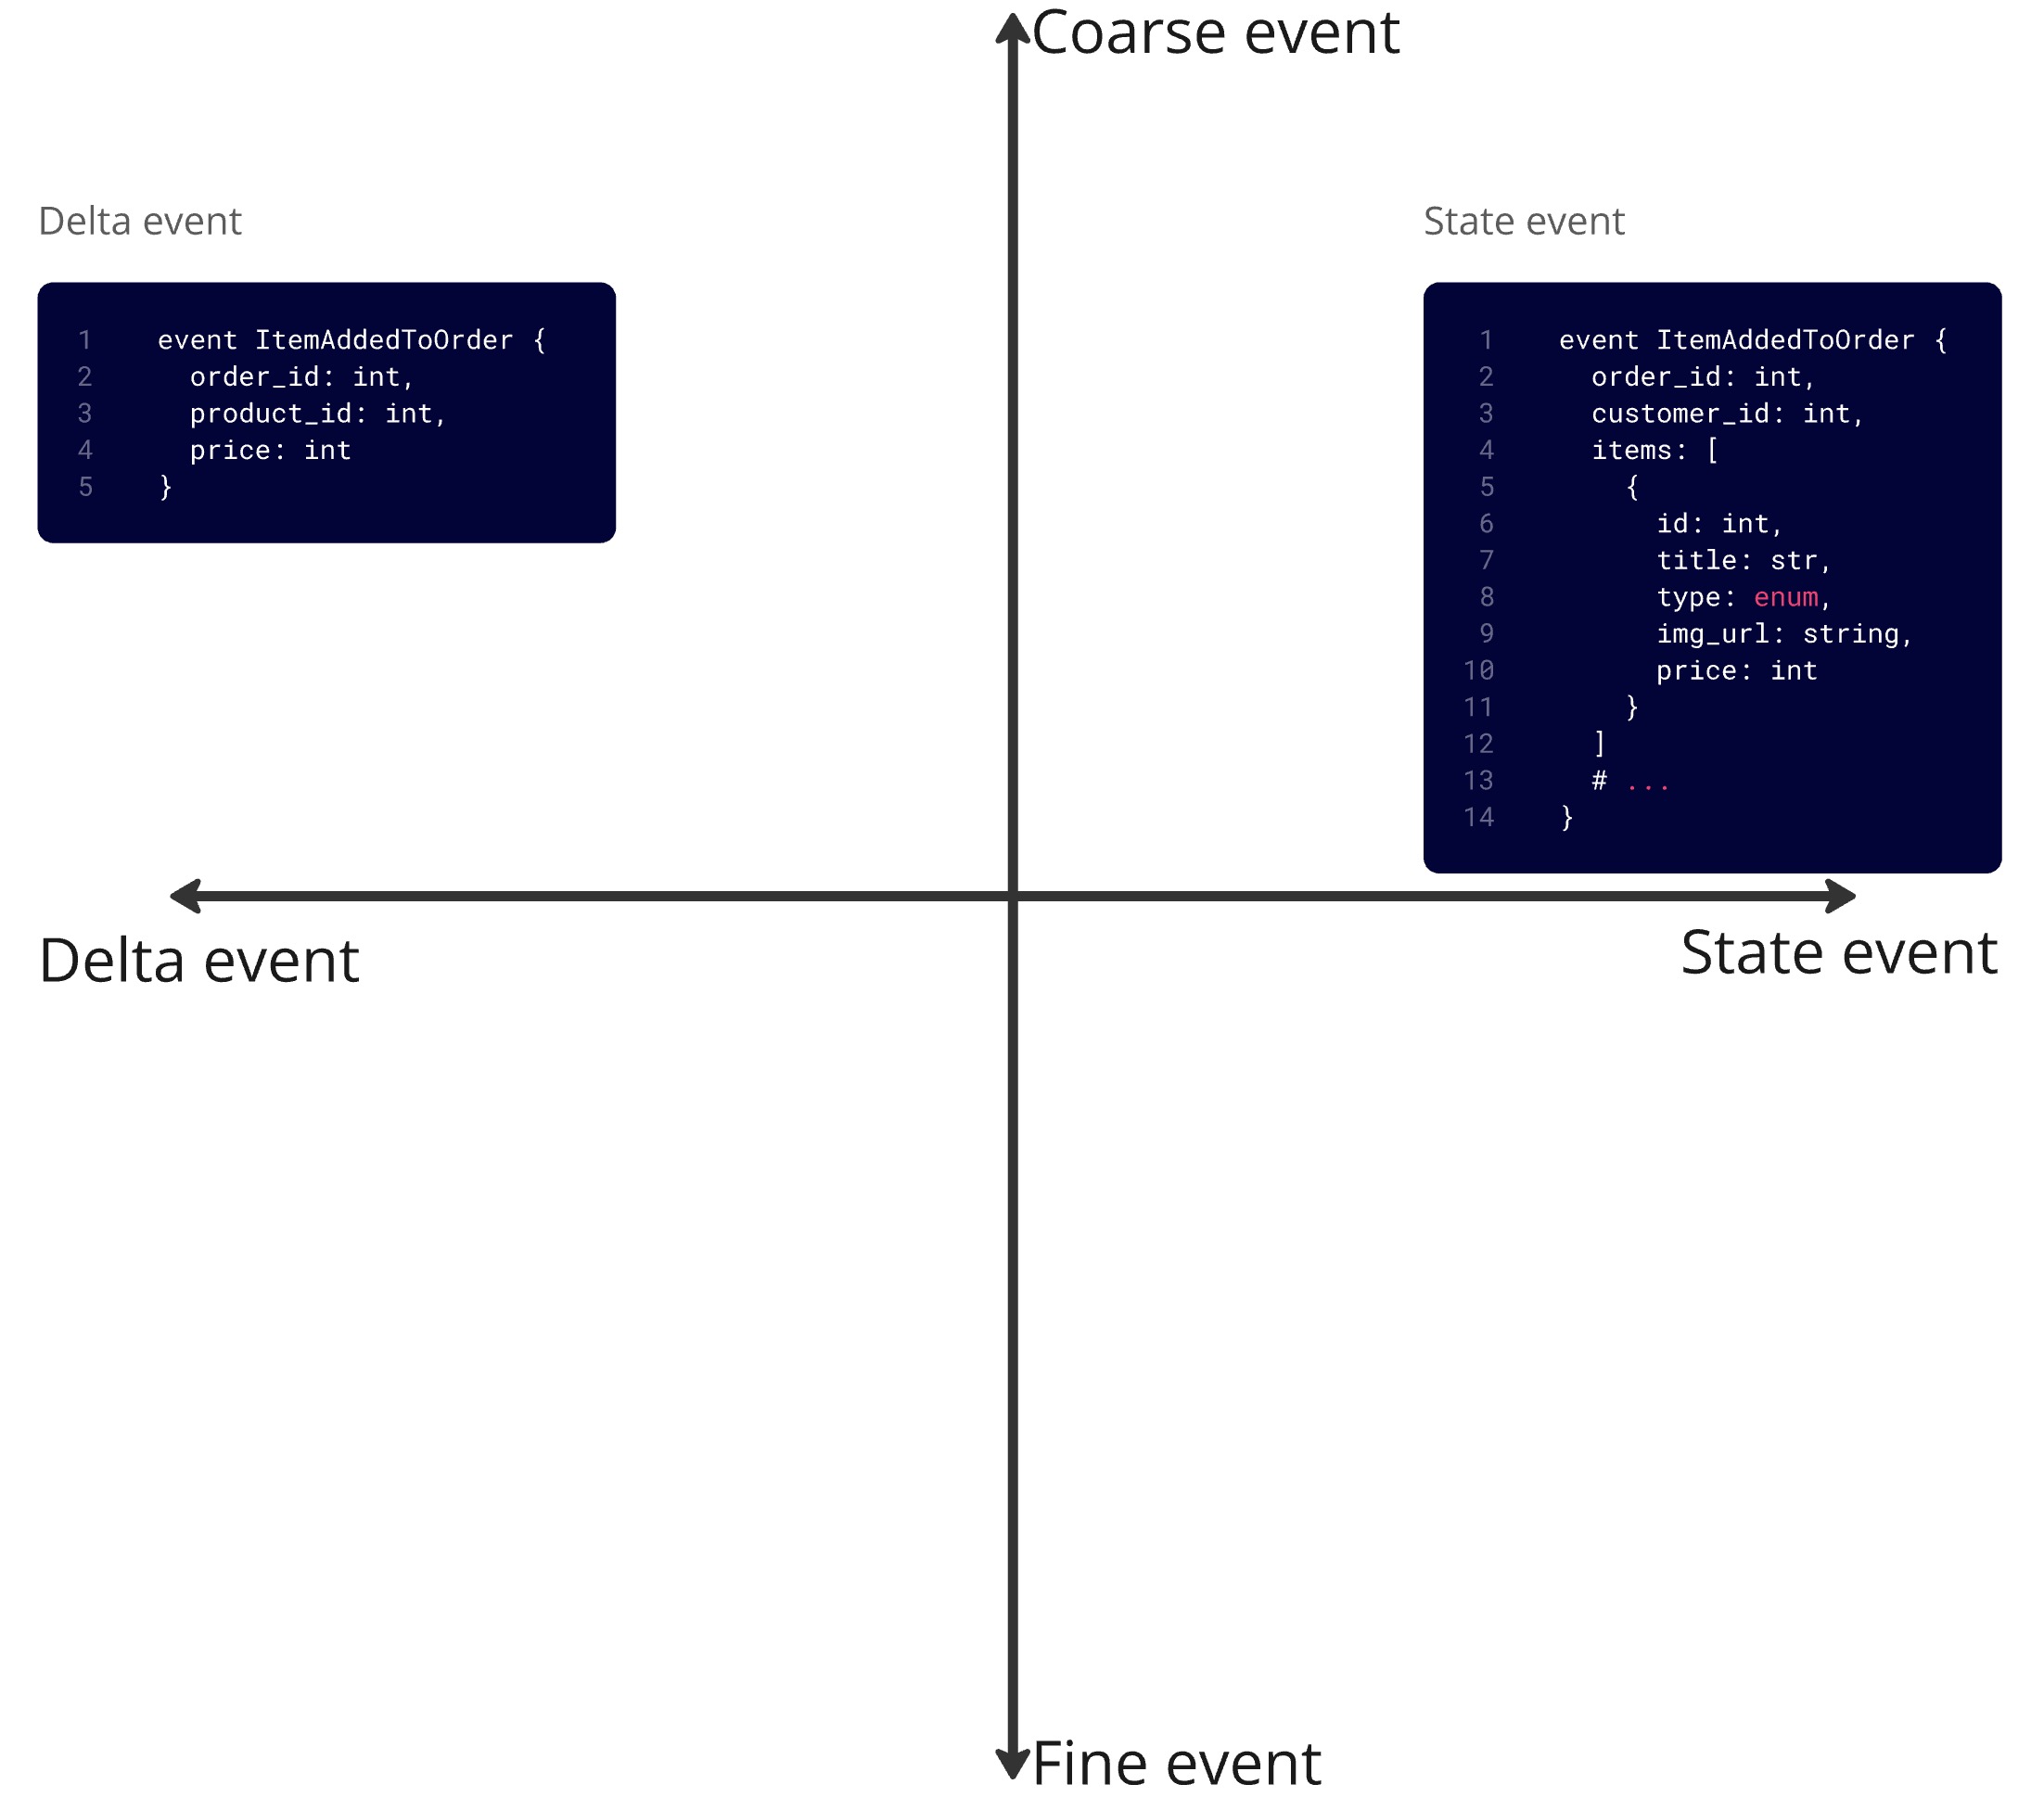 Coarse event
Delta event
1 event ItemAddedToOrder {
2 order_id: int,
3 product_id: int,
4 price: int
5 }
State event
1 event ItemAddedToOrder {
2 order_id: int,
3 customer_id: int,
4 items: [
5 {
6 id: int,
7 title: str,
8 type: enum,
9 img_url: string,
10 price: int
11 }
12 ]
13 # ...
14 }
Delta event
State event
Fine event